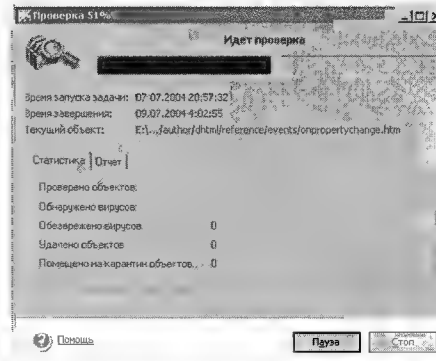 Проверка 51%
Идет проверка
Время запуска задачи: 07.07.2004 20:57:32
Время завершения: 09.07.2004 4:02:55
Текущий объект: E:\.../author/dhtml/reference/events/onpropertychange.htm
Статистика Отчет
Проверено объектов:
Обнаружено вирусов:
Обезврежено вирусов 0
Удалено объектов 0
Помещено на карантин объектов... 0
Помощь Пауза Стоп